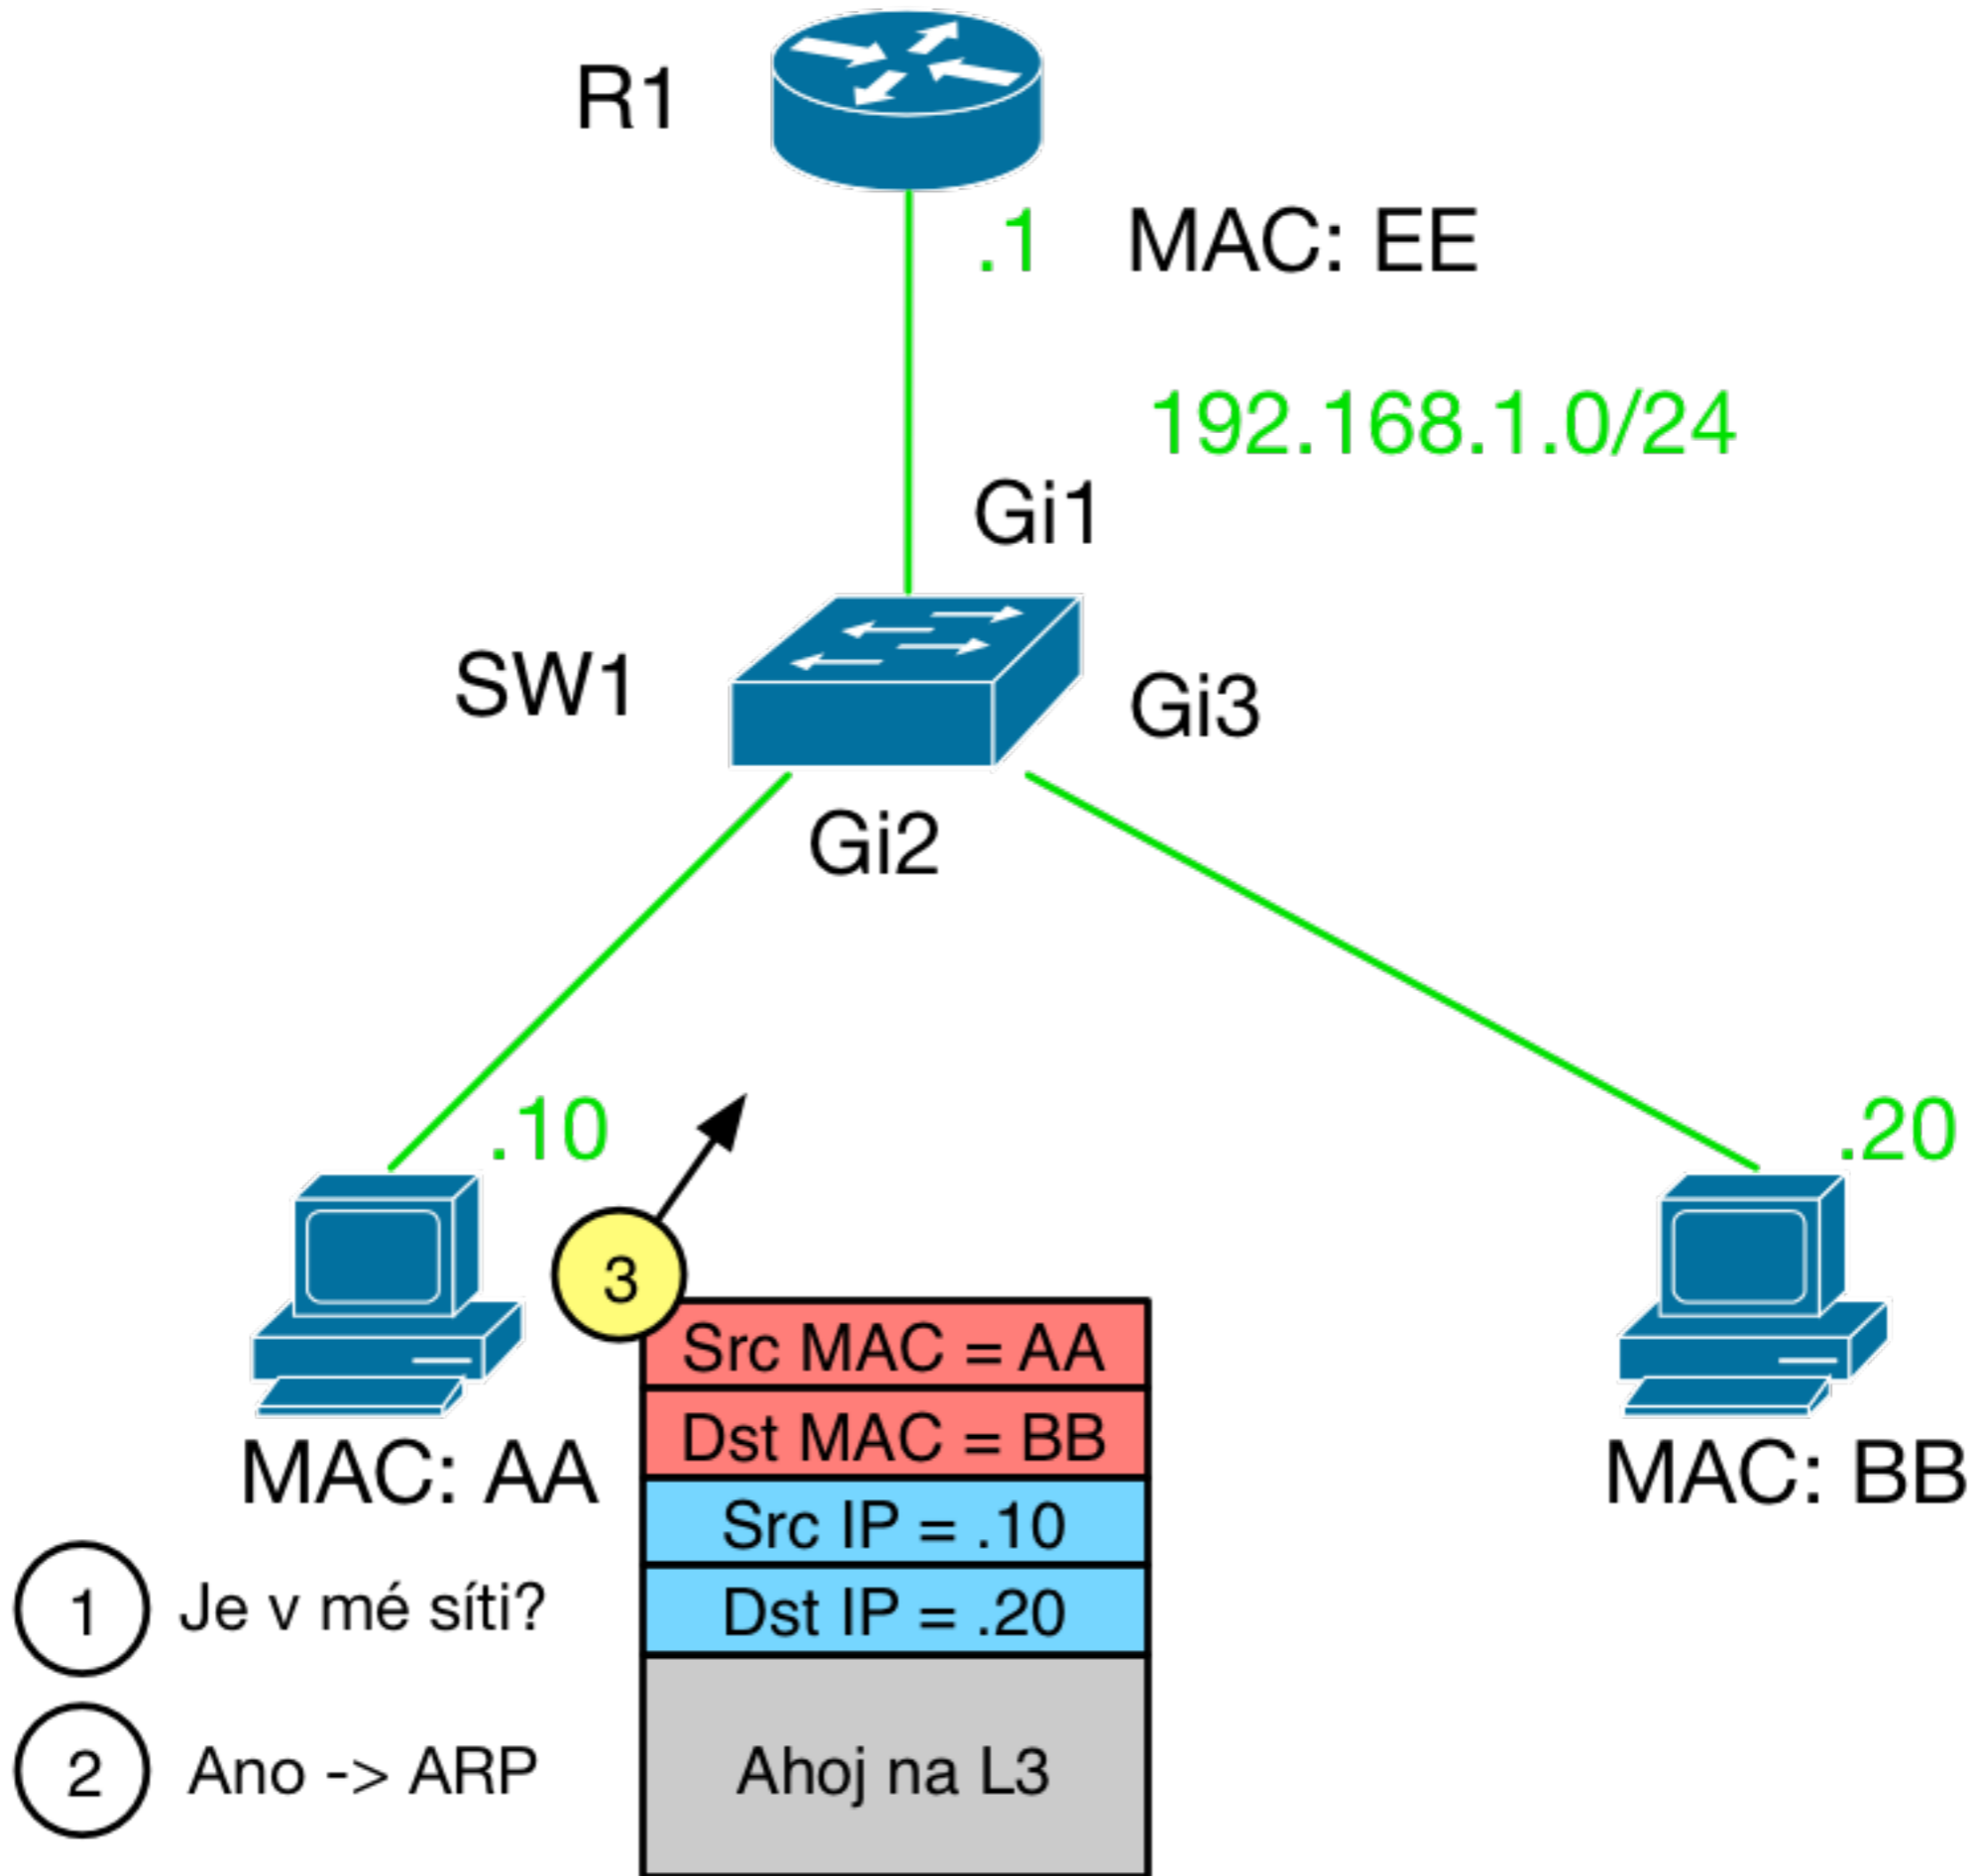 R1
.1 MAC: EE
192.168.1.0/24
Gi1
SW1
Gi3
Gi2
.10
.20
3
Src MAC = AA
Dst MAC = BB
Src IP = .10
Dst IP = .20
Ahoj na L3
MAC: AA
MAC: BB
1 Je v mé síti?
2 Ano -> ARP